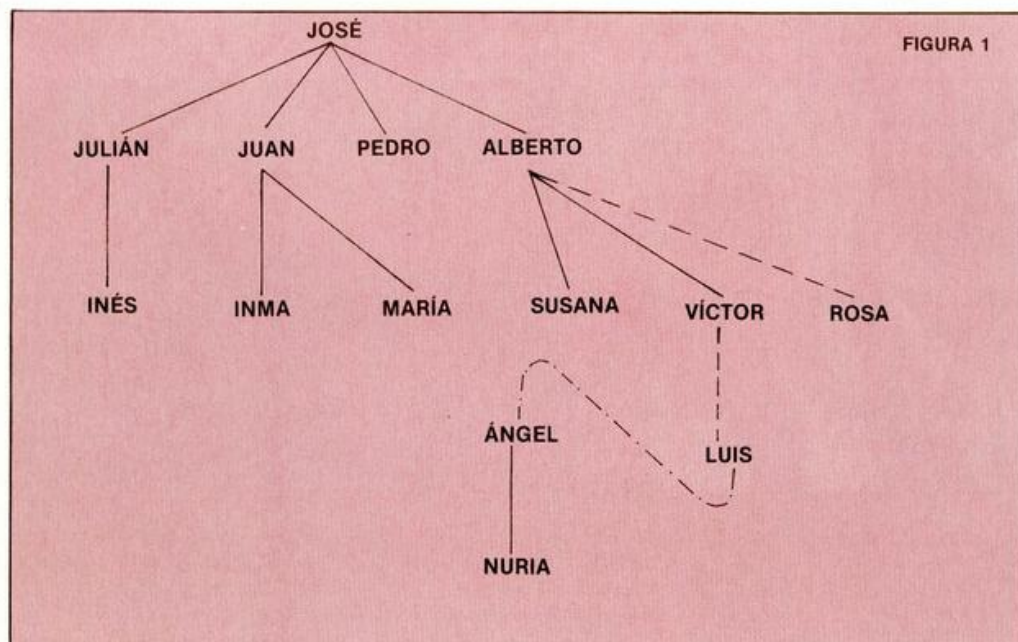 JOSÉ
FIGURA 1
JULIÁN JUAN PEDRO ALBERTO
INÉS INMA MARÍA SUSANA VÍCTOR ROSA
ÁNGEL
LUIS
NURIA